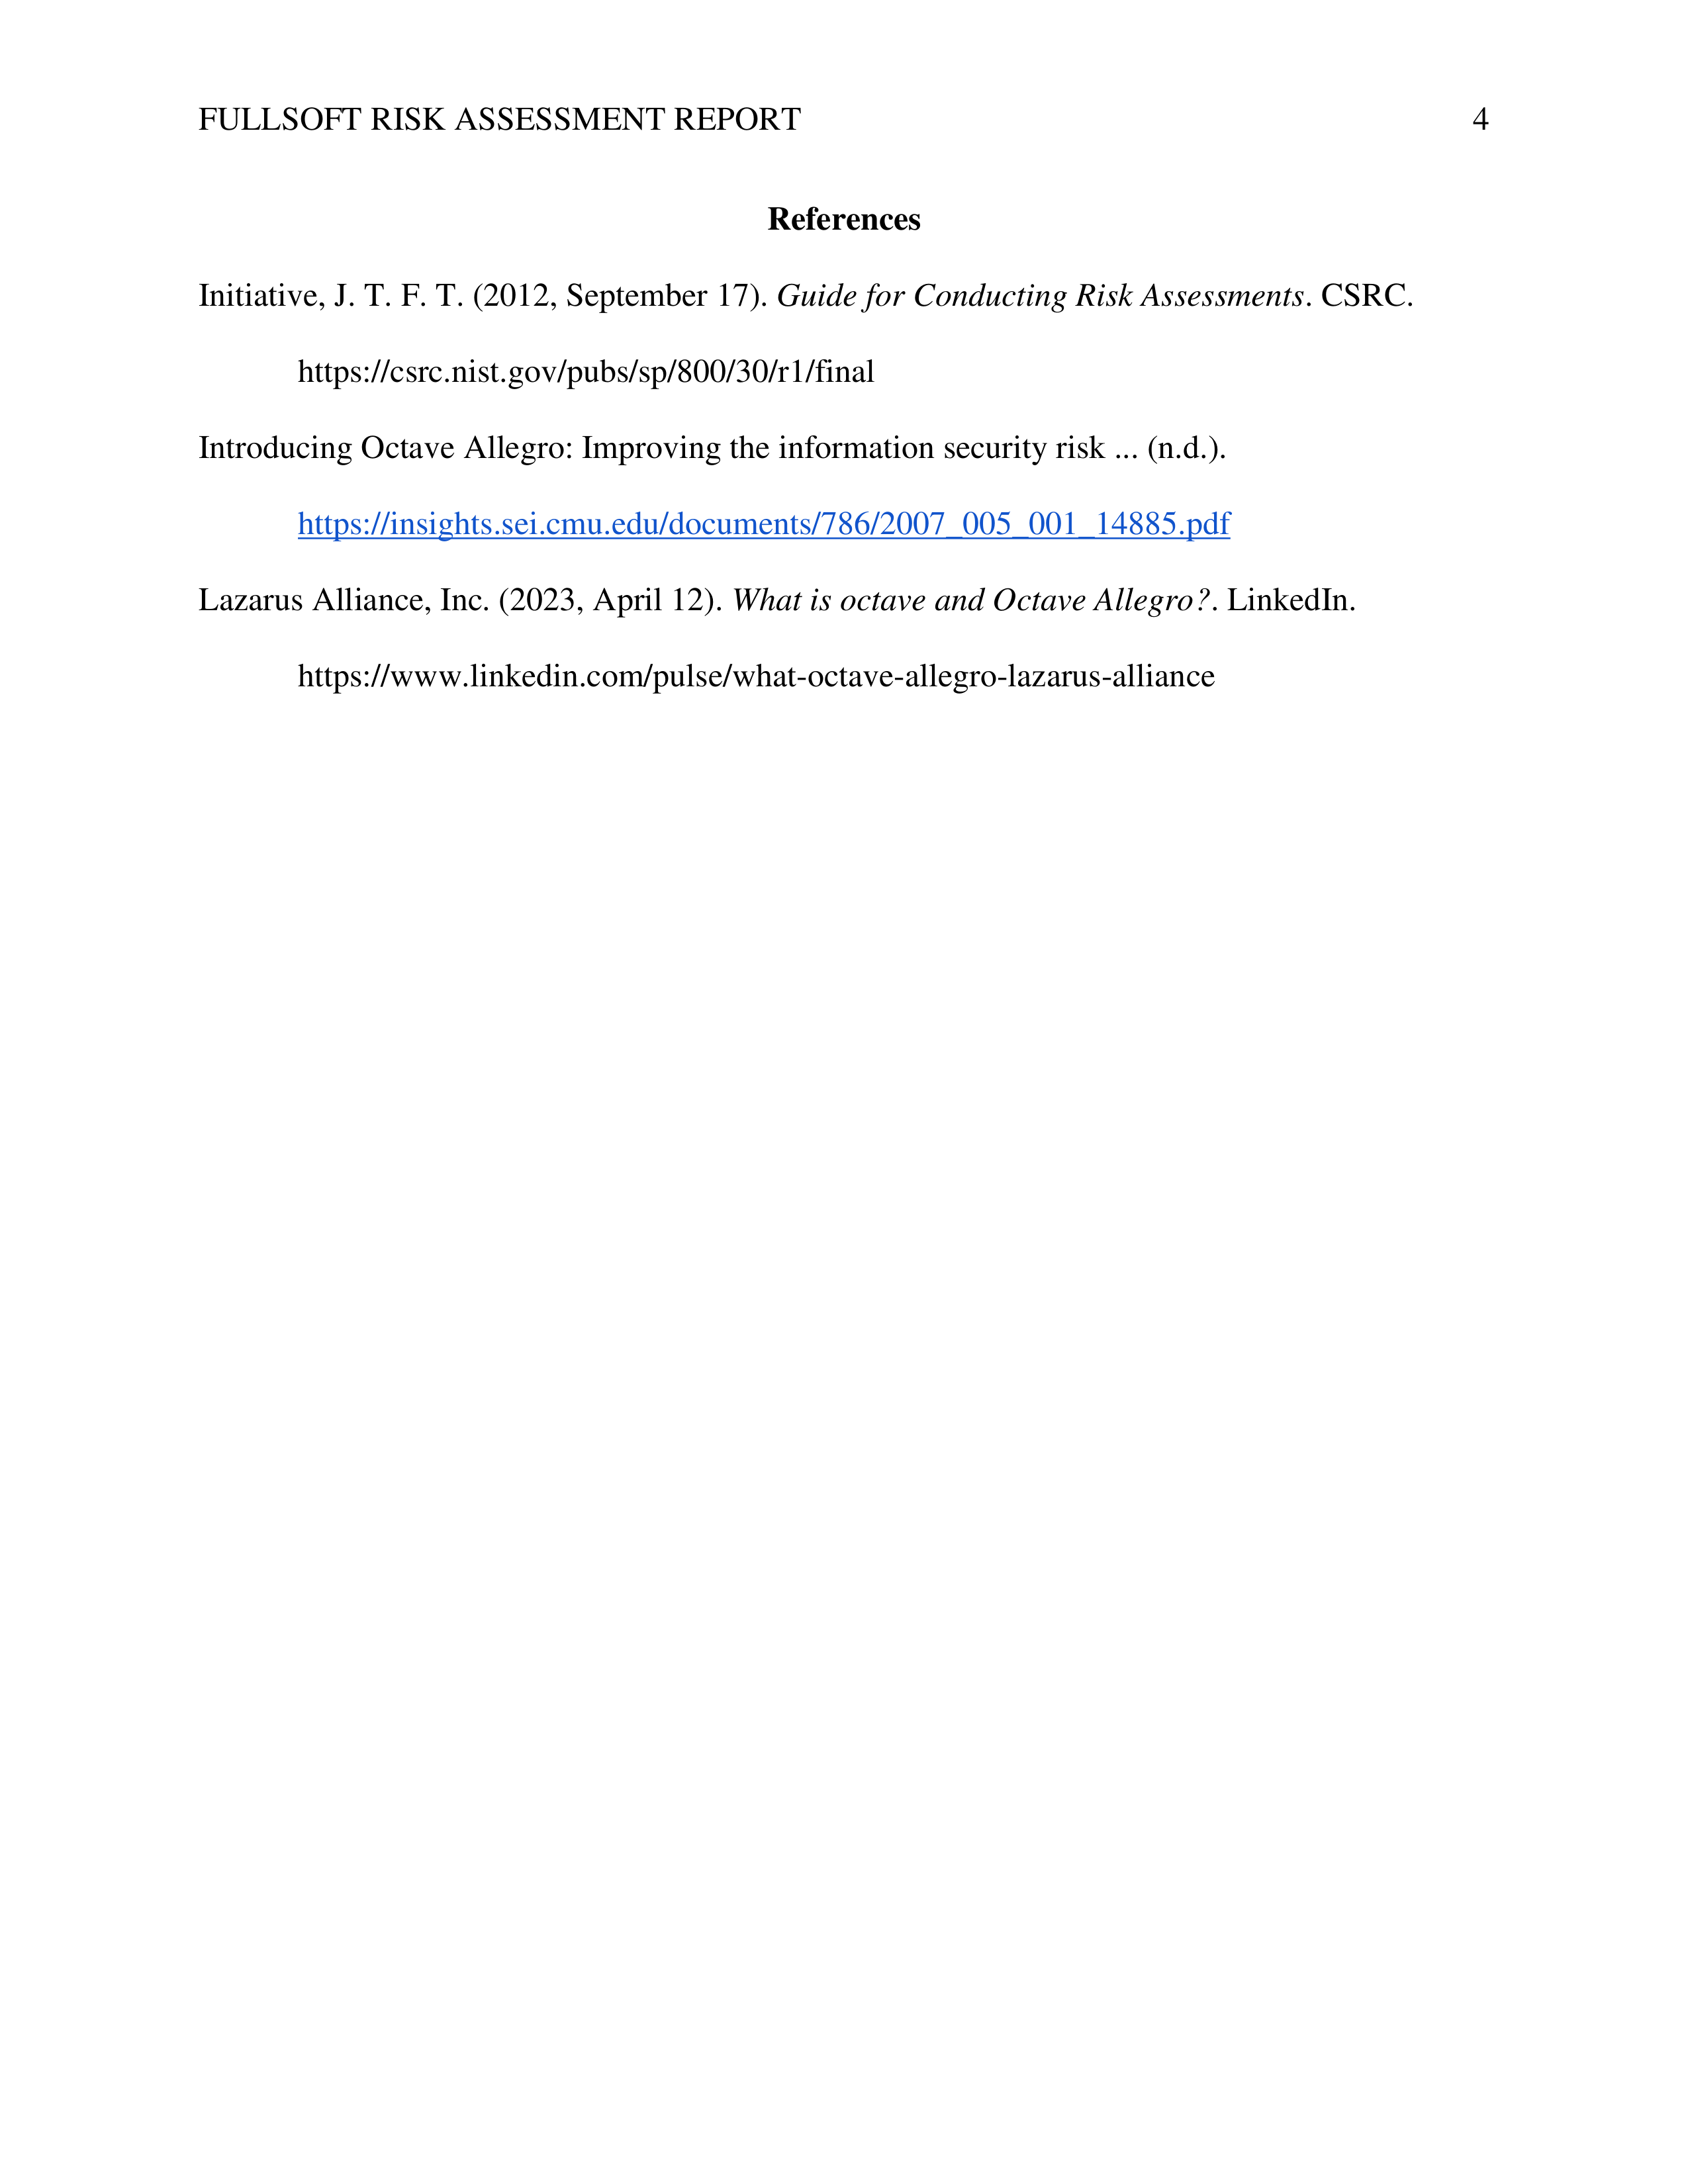 FULLSOFT RISK ASSESSMENT REPORT 4
References
Initiative, J. T. F. T. (2012, September 17). Guide for Conducting Risk Assessments. CSRC.
https://csrc.nist.gov/pubs/sp/800/30/r1/final
Introducing Octave Allegro: Improving the information security risk ... (n.d.).
https://insights.sei.cmu.edu/documents/786/2007_005_001_14885.pdf
Lazarus Alliance, Inc. (2023, April 12). What is octave and Octave Allegro?. LinkedIn.
https://www.linkedin.com/pulse/what-octave-allegro-lazarus-alliance